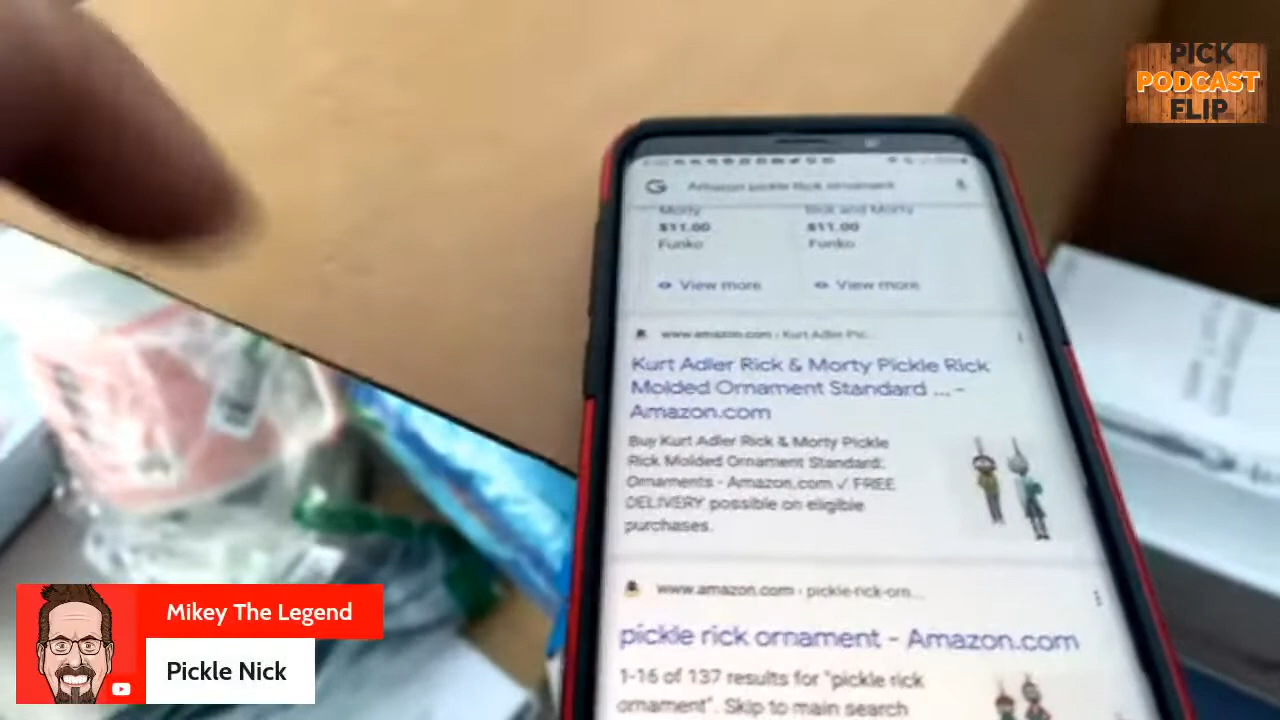 PICK
PODCAST
FLIP
Amazon pickle Rick ornament
Morty
Rick and Morty
$11.00
$11.00
Funko
Funko
View more
View more
www.amazon.com › Kurt Adler Pic...
Kurt Adler Rick & Morty Pickle Rick
Molded Ornament Standard ... -
Amazon.com
Buy Kurt Adler Rick & Morty Pickle
Rick Molded Ornament Standard:
Ornaments - Amazon.com ✓ FREE
DELIVERY possible on eligible
purchases.
www.amazon.com › pickle-rick-orn...
pickle rick ornament - Amazon.com
1-16 of 137 results for "pickle rick
ornament". Skip to main search
Mikey The Legend
Pickle Nick